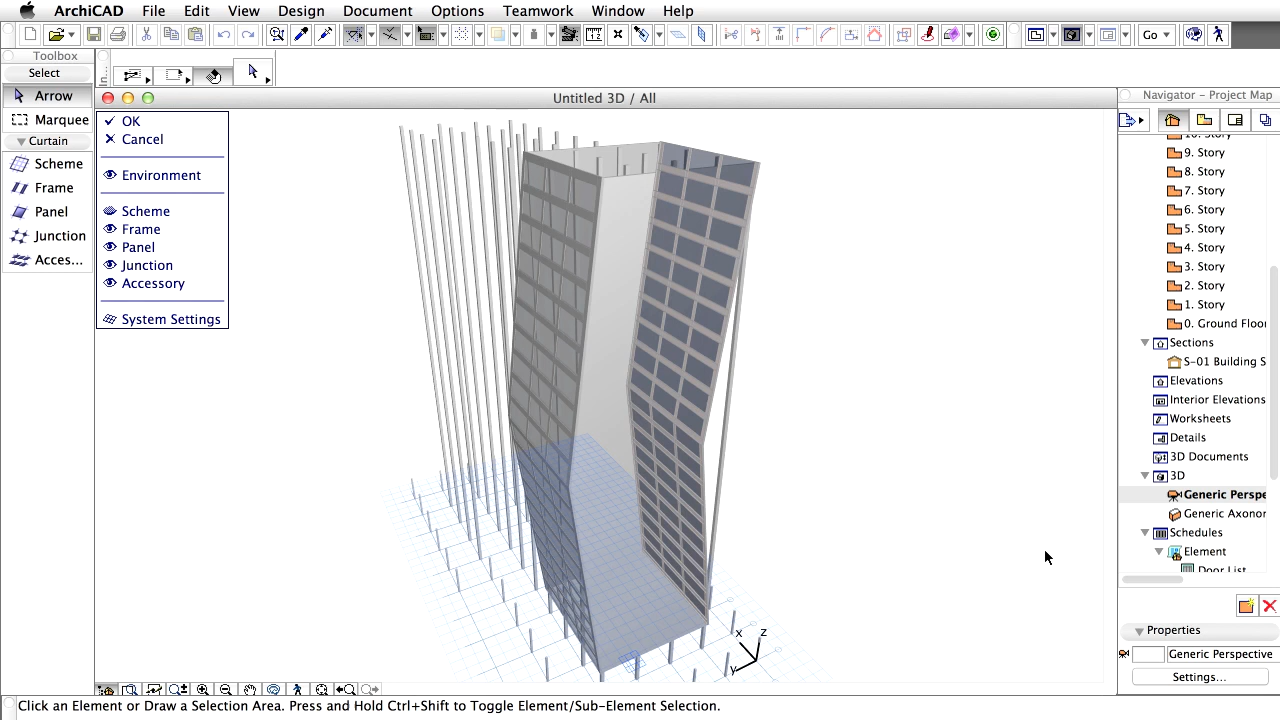 ArchiCAD File Edit View Design Document Options Teamwork Window Help
Go
Toolbox
Select
Arrow
Marquee
Curtain
Scheme
Frame
Panel
Junction
Acces...
Untitled 3D / All
OK
Cancel
Environment
Scheme
Frame
Panel
Junction
Accessory
System Settings
x
z
y
Navigator - Project Map
10. Story
9. Story
8. Story
7. Story
6. Story
5. Story
4. Story
3. Story
2. Story
1. Story
0. Ground Floor
Sections
S-01 Building S
Elevations
Interior Elevations
Worksheets
Details
3D Documents
3D
Generic Perspe
Generic Axonor
Schedules
Element
Door List
Properties
Generic Perspective
Settings...
Click an Element or Draw a Selection Area. Press and Hold Ctrl+Shift to Toggle Element/Sub-Element Selection.